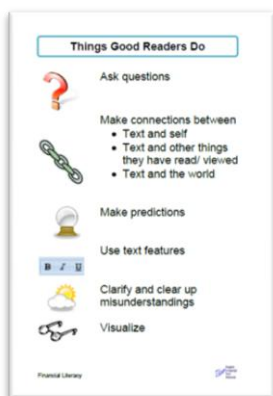 Things Good Readers Do
Ask questions
Make connections between
• Text and self
• Text and other things
they have read/ viewed
• Text and the world
Make predictions
Use text features
B I U
Clarify and clear up
misunderstandings
Visualize
Financial Literacy